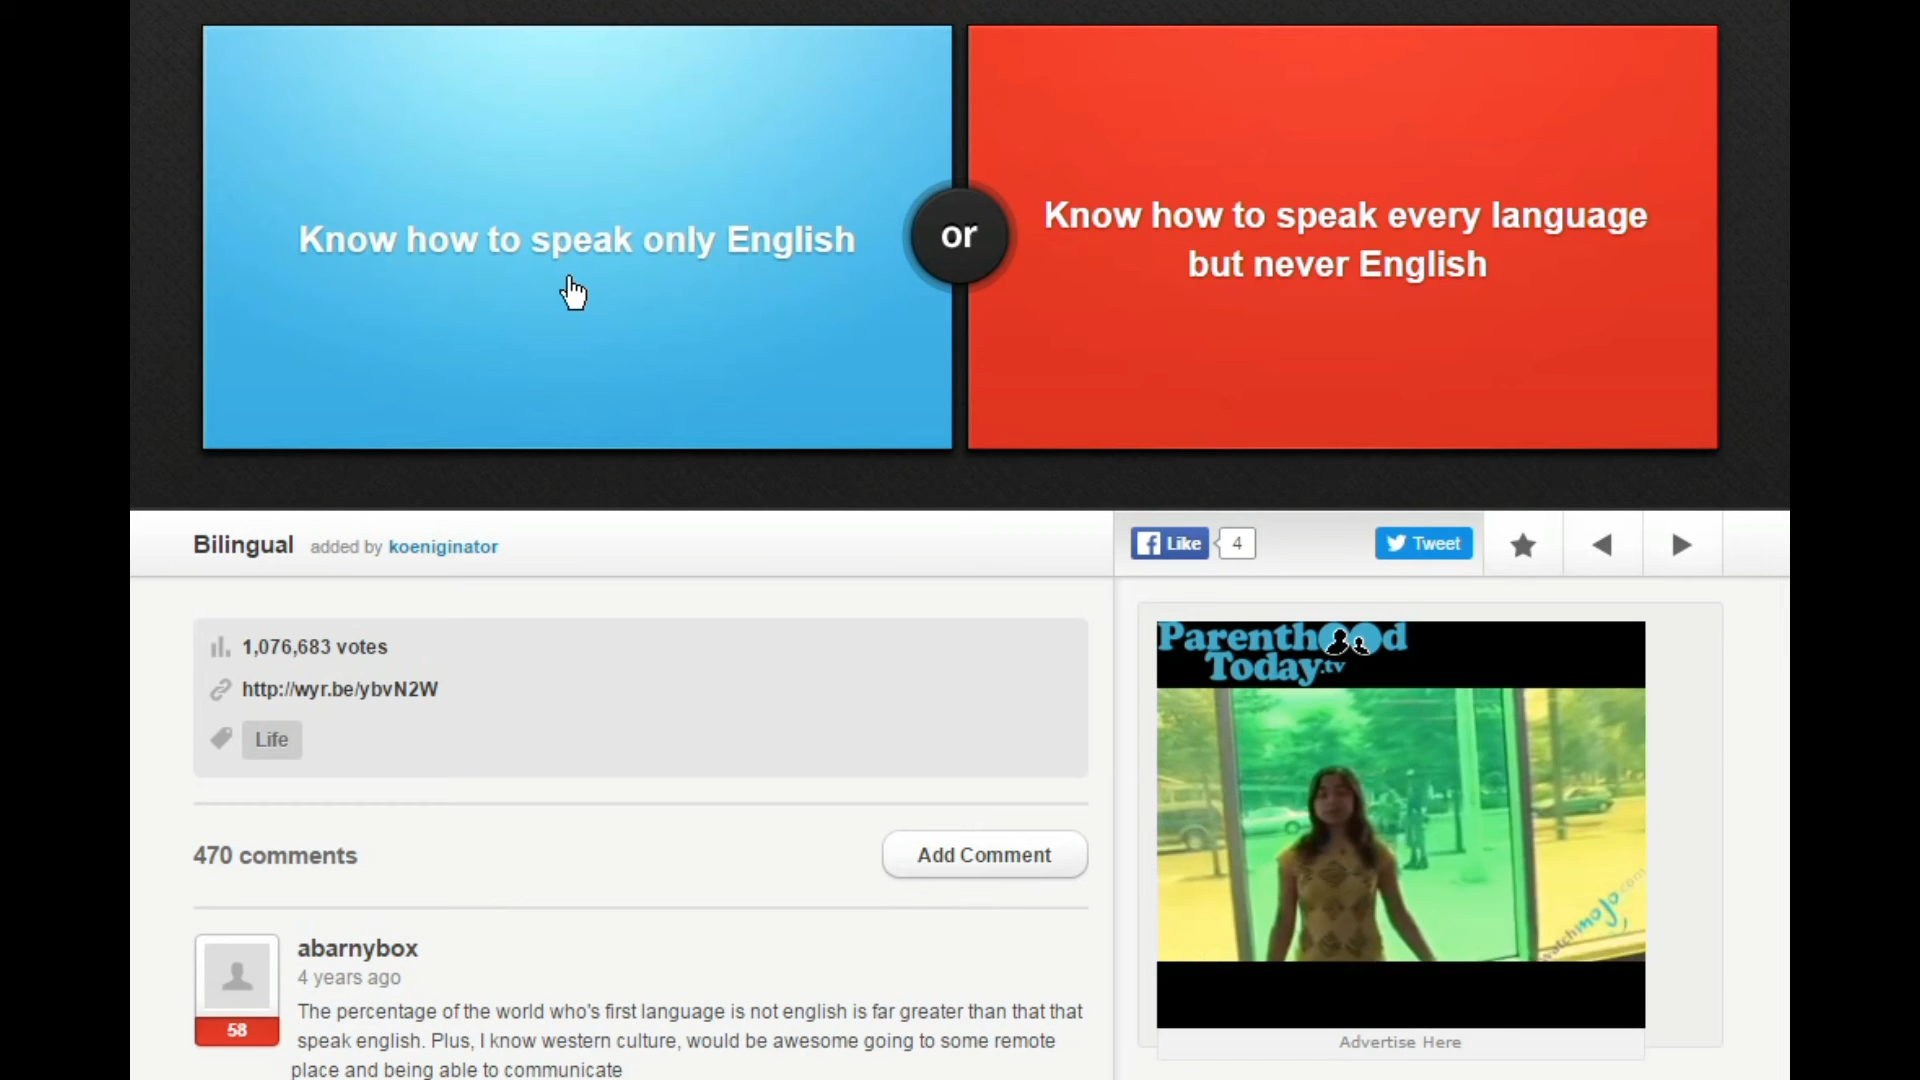 Know how to speak only English
or
Know how to speak every language
but never English
Bilingual added by koeniginator
Like 4 Tweet
1,076,683 votes
http://wyr.be/ybvN2W
Life
470 comments
Add Comment
abarnybox
4 years ago
58
The percentage of the world who's first language is not english is far greater than that that
speak english. Plus, I know western culture, would be awesome going to some remote
place and being able to communicate
Parenthood
Today.tv
watchmojo.com
Advertise Here